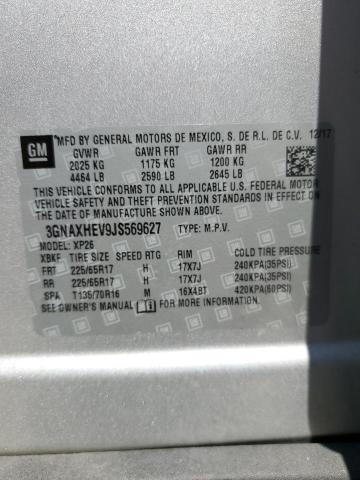 GM
*MFD BY GENERAL MOTORS DE MEXICO, S. DE R.L. DE C.V. 12/17
GVWR GAWR FRT GAWR RR
2025 KG 1175 KG 1200 KG
4464 LB 2590 LB 2645 LB
THIS VEHICLE CONFORMS TO ALL APPLICABLE U.S. FEDERAL MOTOR
VEHICLE SAFETY AND THEFT PREVENTION STANDARDS IN EFFECT ON
THE DATE OF MANUFACTURE SHOWN ABOVE.
3GNAXHEV9JS569627 TYPE: M.P.V.
MODEL: XP26
XBKF TIRE SIZE SPEED RTG RIM COLD TIRE PRESSURE
FRT 225/65R17 H 17X7J 240KPA(35PSI)
RR 225/65R17 H 17X7J 240KPA(35PSI)
SPA T135/70R16 M 16X4BT 420KPA(60PSI)
SEE OWNER'S MANUAL FOR MORE INFORMATION.